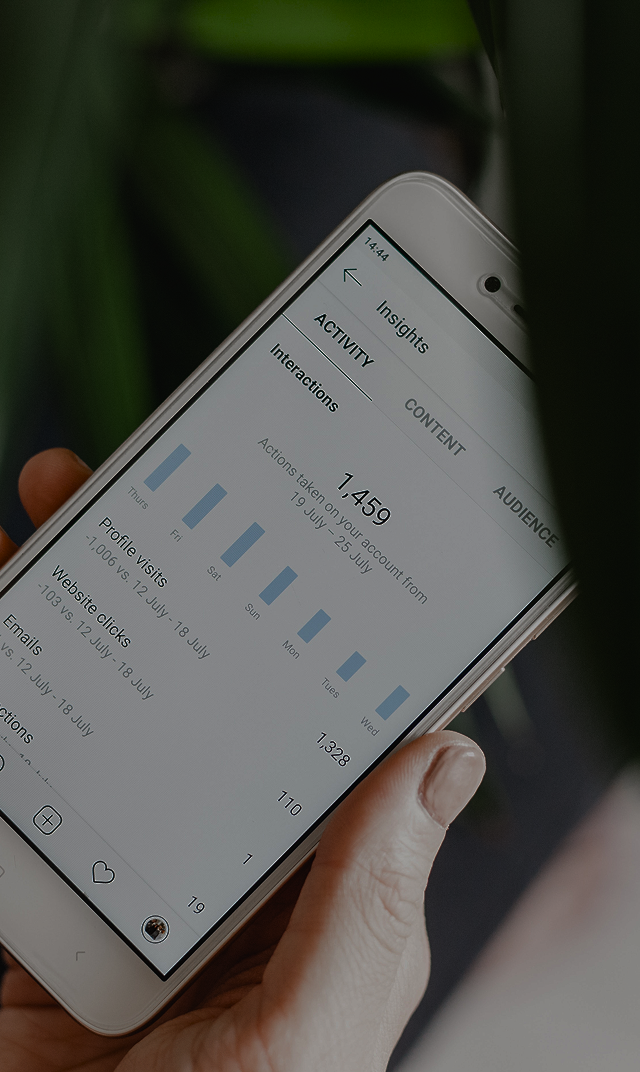 14:44
Insights
ACTIVITY
CONTENT
AUDIENCE
Interactions
1,459
Actions taken on your account from
19 July – 25 July
Thurs
Fri
Sat
Sun
Mon
Tues
Wed
Profile visits
1,328
-1,006 vs. 12 July - 18 July
Website clicks
110
-103 vs. 12 July - 18 July
Emails
1
vs. 12 July - 18 July
ctions
19